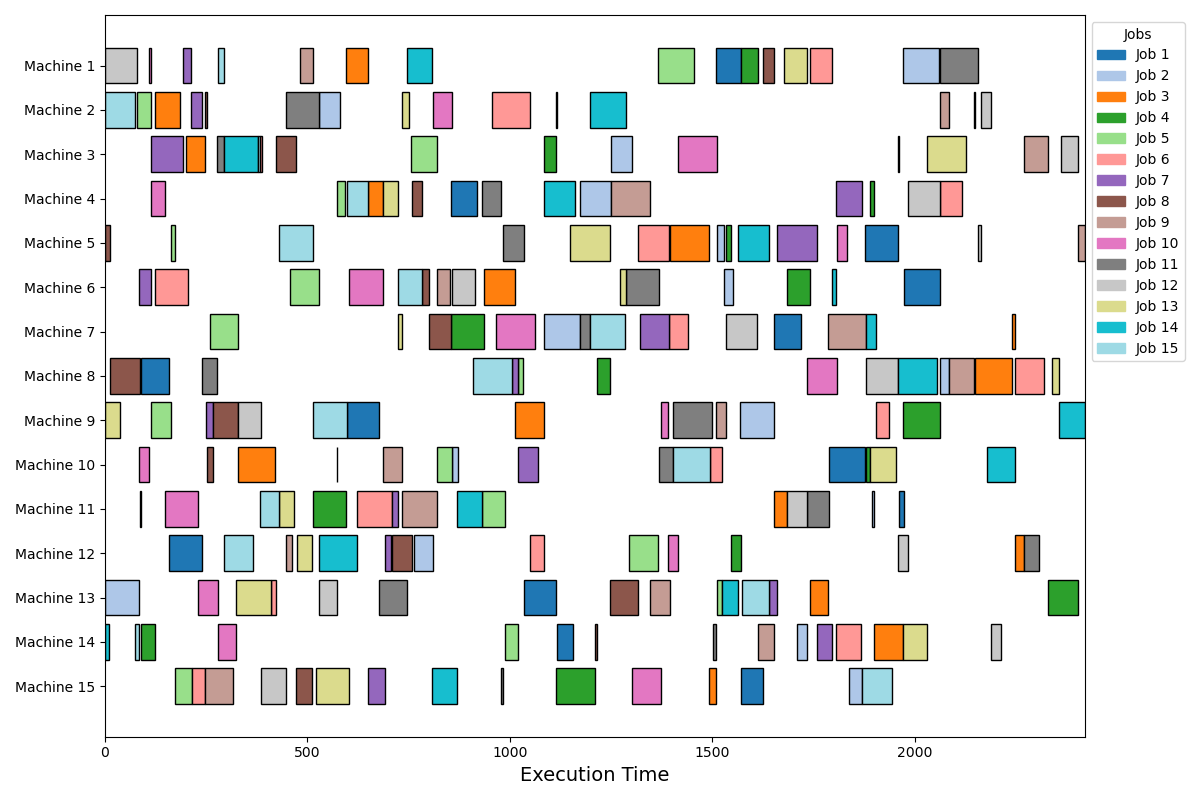 Machine 1
Machine 2
Machine 3
Machine 4
Machine 5
Machine 6
Machine 7
Machine 8
Machine 9
Machine 10
Machine 11
Machine 12
Machine 13
Machine 14
Machine 15
0
500
1000
1500
2000
Execution Time
Jobs
Job 1
Job 2
Job 3
Job 4
Job 5
Job 6
Job 7
Job 8
Job 9
Job 10
Job 11
Job 12
Job 13
Job 14
Job 15